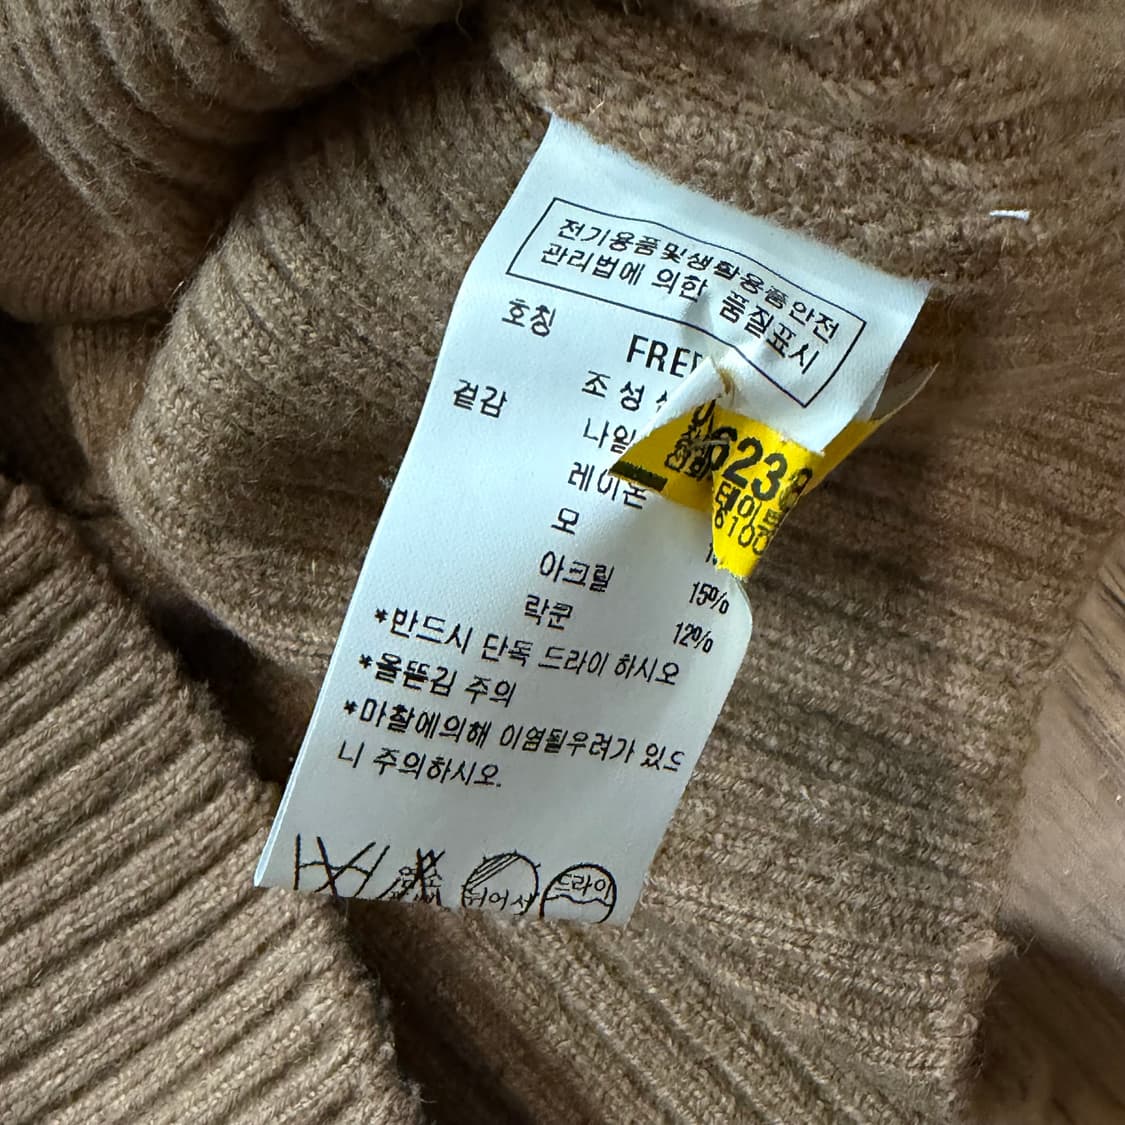 전기용품및생활용품안전
관리법에 의한 품질표시
호칭
FREE
겉감
조성
나일
레이온
모
아크릴 15%
락쿤 12%
*반드시 단독 드라이 하시오
*올뜯김 주의
*마찰에의해 이염될우려가 있으
니 주의하시오.
염소
뉘어서
드라이
6238